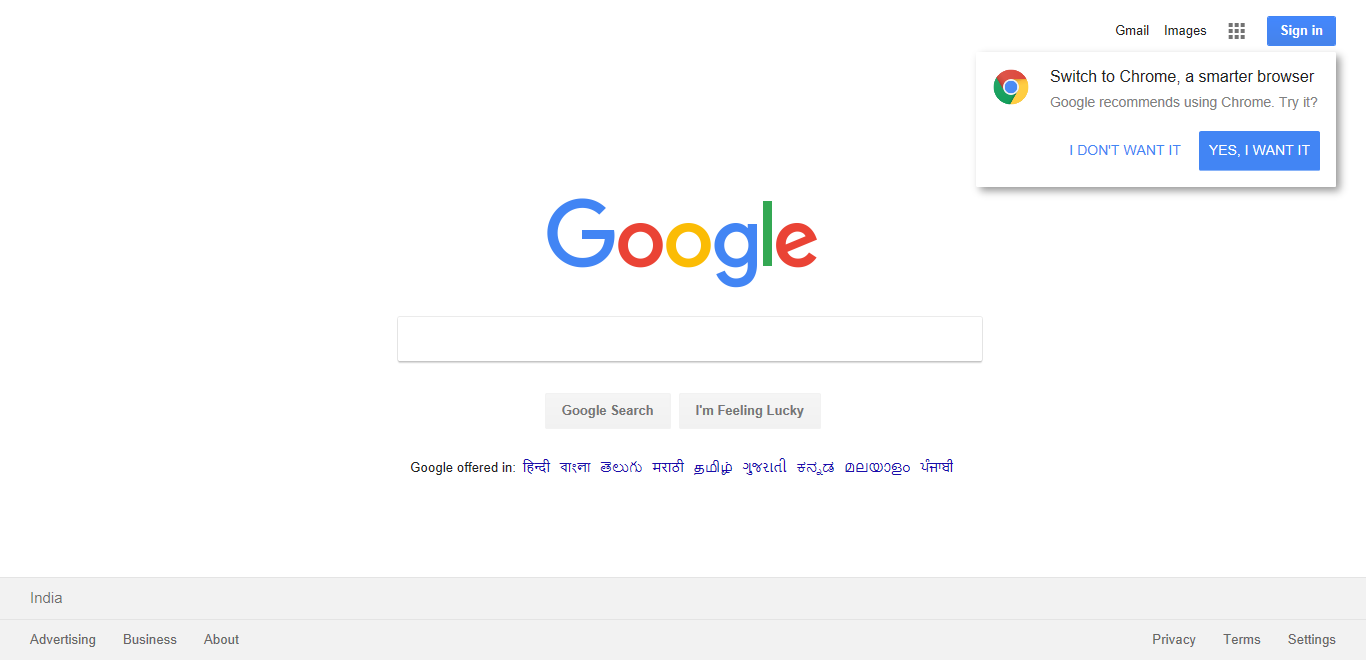 Gmail Images Sign in
Switch to Chrome, a smarter browser
Google recommends using Chrome. Try it?
I DON'T WANT IT YES, I WANT IT
Google
Google Search I'm Feeling Lucky
Google offered in: हिन्दी বাংলা తెలుగు मराठी தமிழ் ગુજરાતી ಕನ್ನಡ മലയാളം ਪੰਜਾਬੀ
India
Advertising Business About Privacy Terms Settings